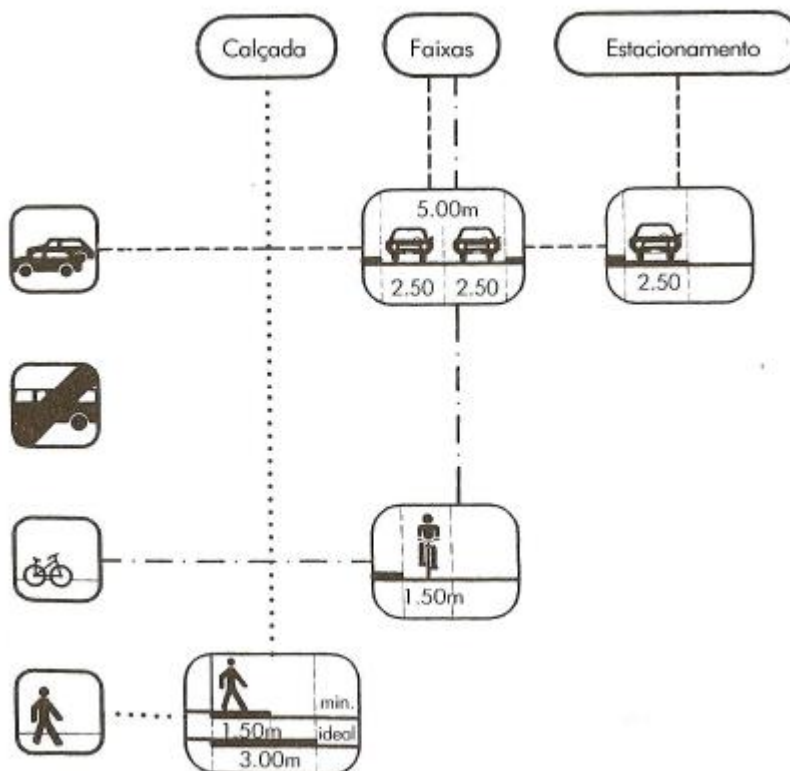 Calçada Faixas Estacionamento
5.00m
2.50 2.50 2.50
1.50m
min.
1.50m ideal
3.00m